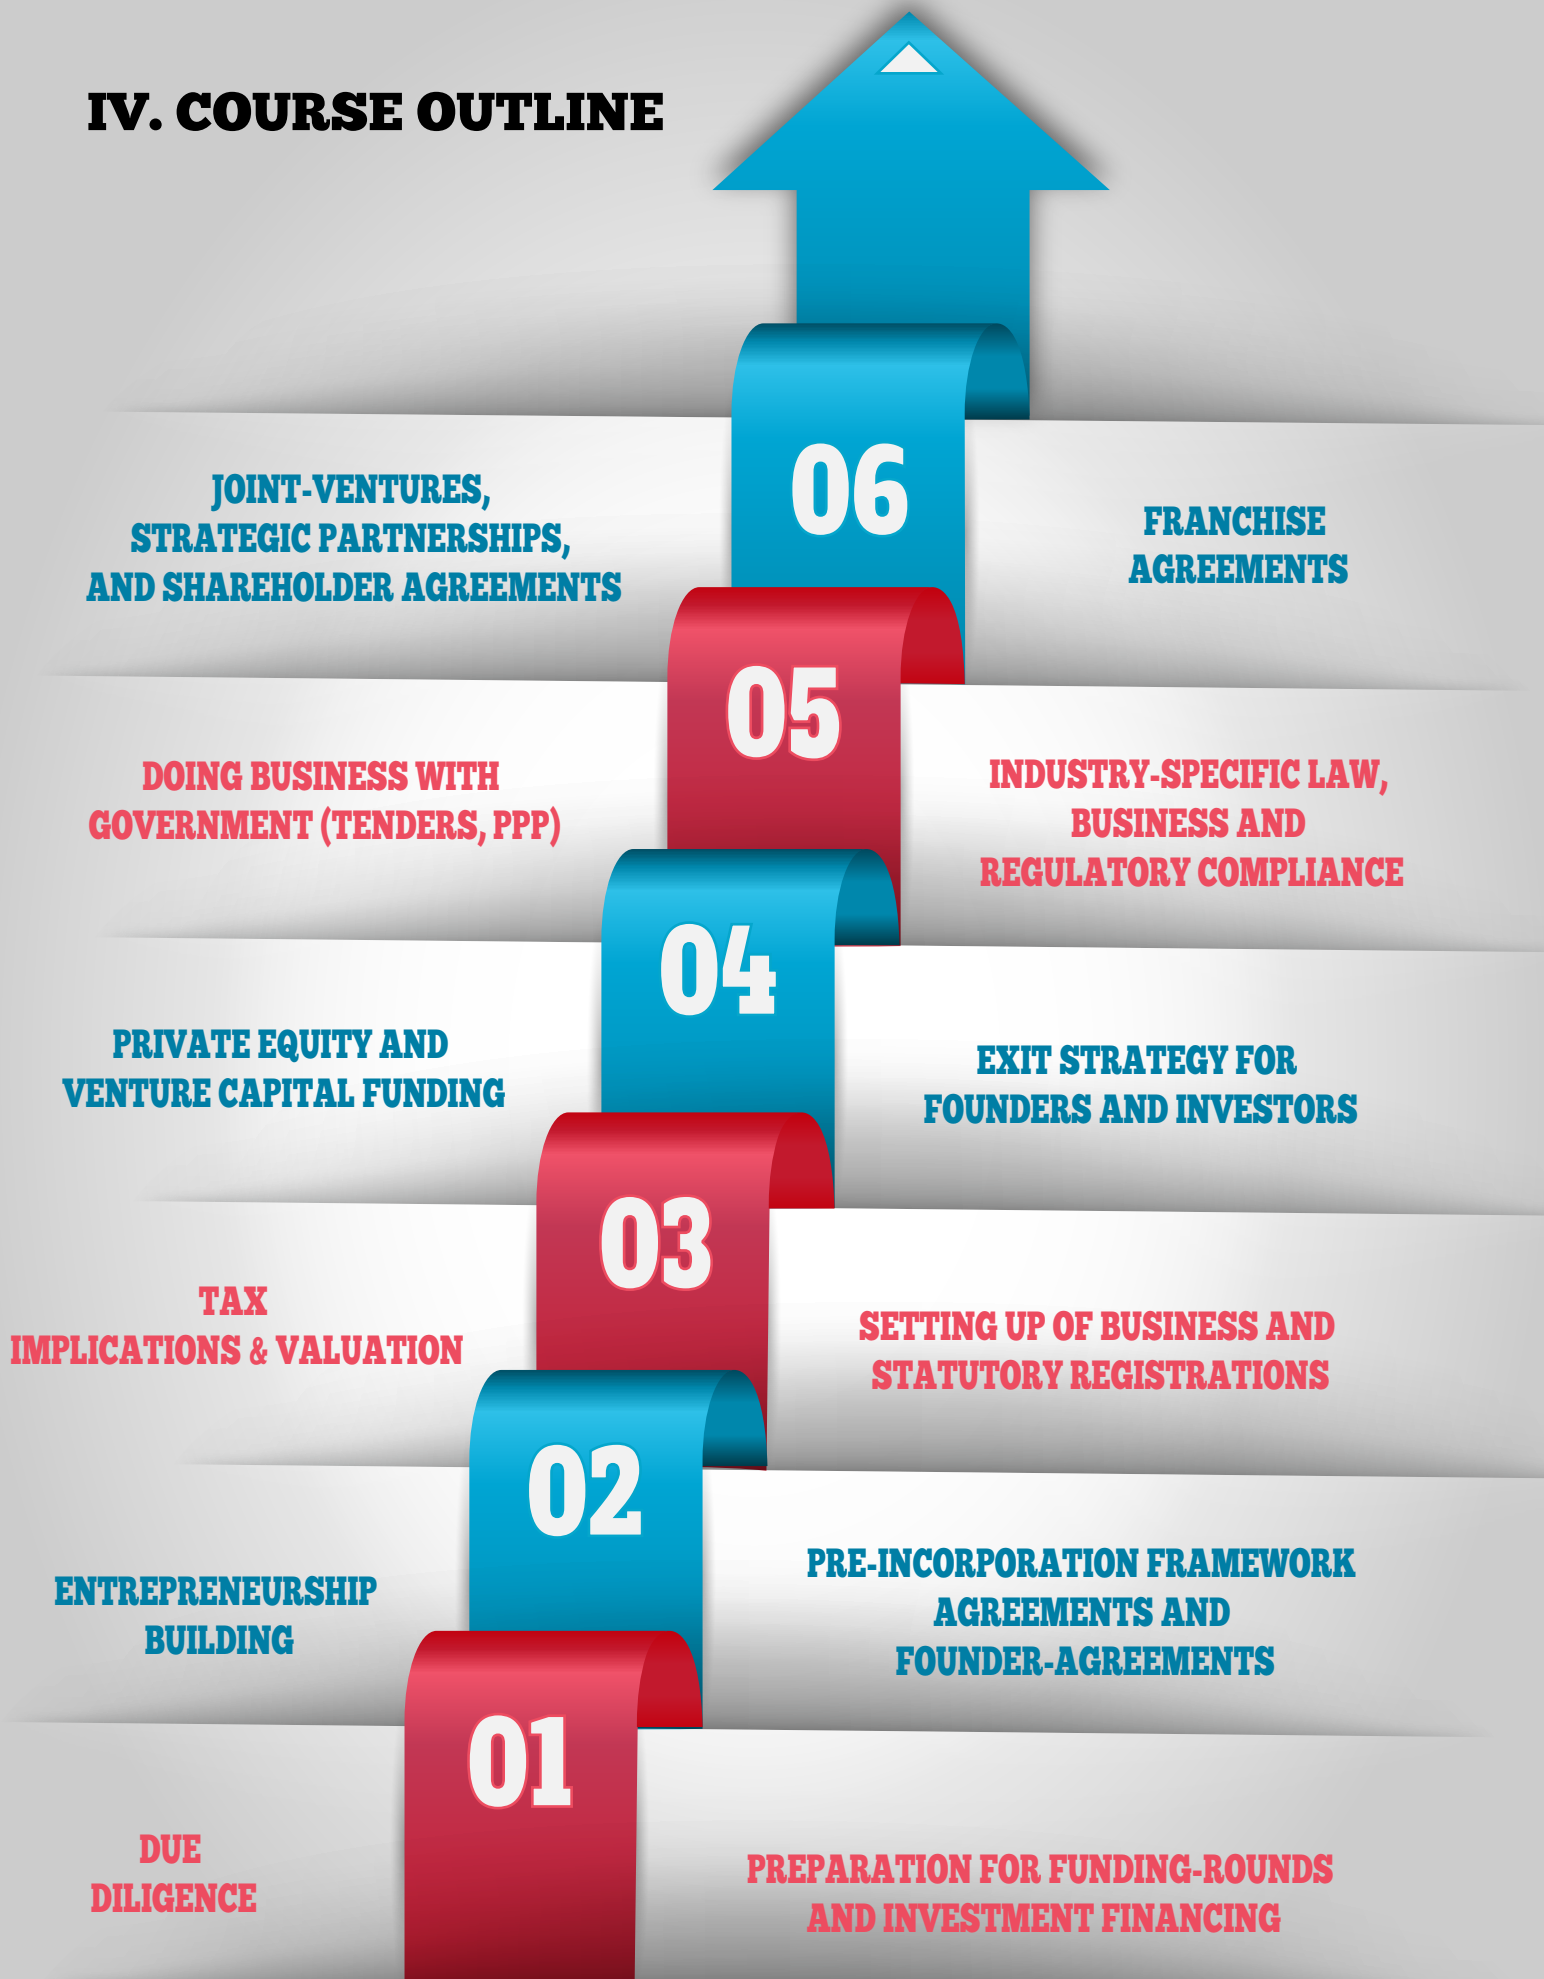 IV. COURSE OUTLINE
JOINT-VENTURES,
STRATEGIC PARTNERSHIPS,
AND SHAREHOLDER AGREEMENTS
06
FRANCHISE
AGREEMENTS
DOING BUSINESS WITH
GOVERNMENT (TENDERS, PPP)
05
INDUSTRY-SPECIFIC LAW,
BUSINESS AND
REGULATORY COMPLIANCE
PRIVATE EQUITY AND
VENTURE CAPITAL FUNDING
04
EXIT STRATEGY FOR
FOUNDERS AND INVESTORS
TAX
IMPLICATIONS & VALUATION
03
SETTING UP OF BUSINESS AND
STATUTORY REGISTRATIONS
ENTREPRENEURSHIP
BUILDING
02
PRE-INCORPORATION FRAMEWORK
AGREEMENTS AND
FOUNDER-AGREEMENTS
DUE
DILIGENCE
01
PREPARATION FOR FUNDING-ROUNDS
AND INVESTMENT FINANCING